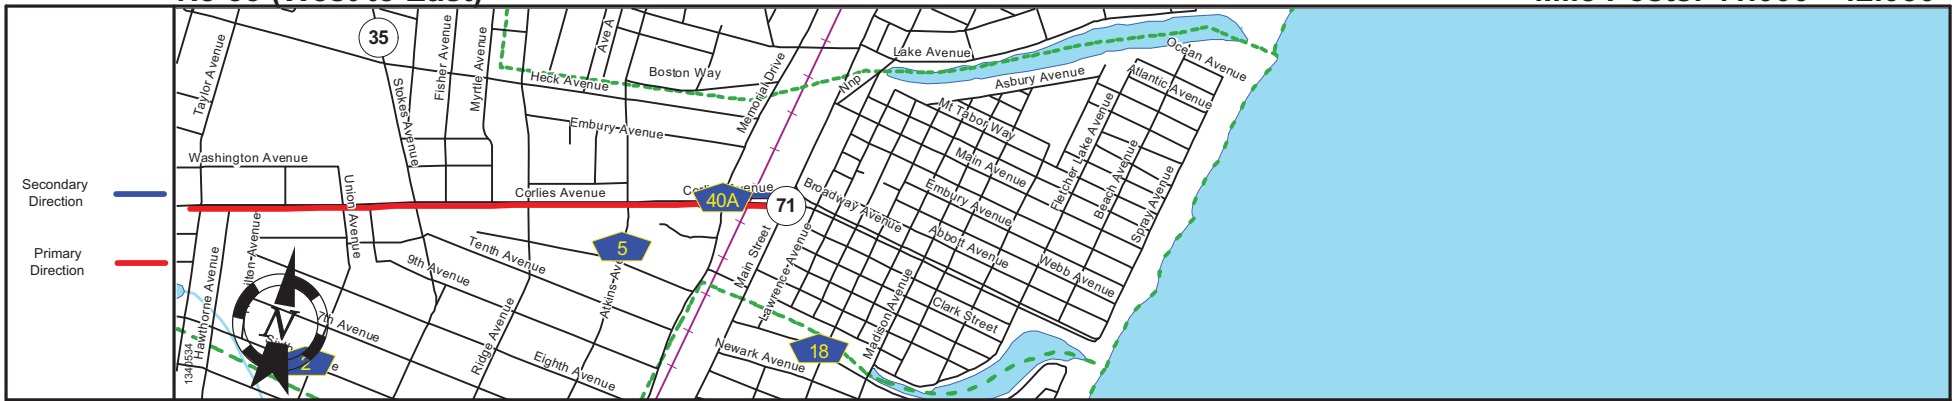 35
Lake Avenue
Ocean Avenue
Taylor Avenue
Fisher Avenue
Myrtle Avenue
Ave A
Boston Way
Memorial Drive
Nnp
Asbury Avenue
Atlantic Avenue
Heck Avenue
Stokes Avenue
Mt Tabor Way
Embury Avenue
Washington Avenue
Main Avenue
Fletcher Lake Avenue
Beach Avenue
Spray Avenue
Secondary
Direction
Union Avenue
Corlies Avenue
40A
71
Broadway Avenue
Embury Avenue
Abbott Avenue
Webb Avenue
Primary
Direction
5
Tenth Avenue
9th Avenue
Atkins
Main Street
Lawrence Avenue
Madison Avenue
Clark Street
Hawthorne Avenue
N
7th Avenue
Ridge Avenue
Eighth Avenue
Newark Avenue
18
2
1340534